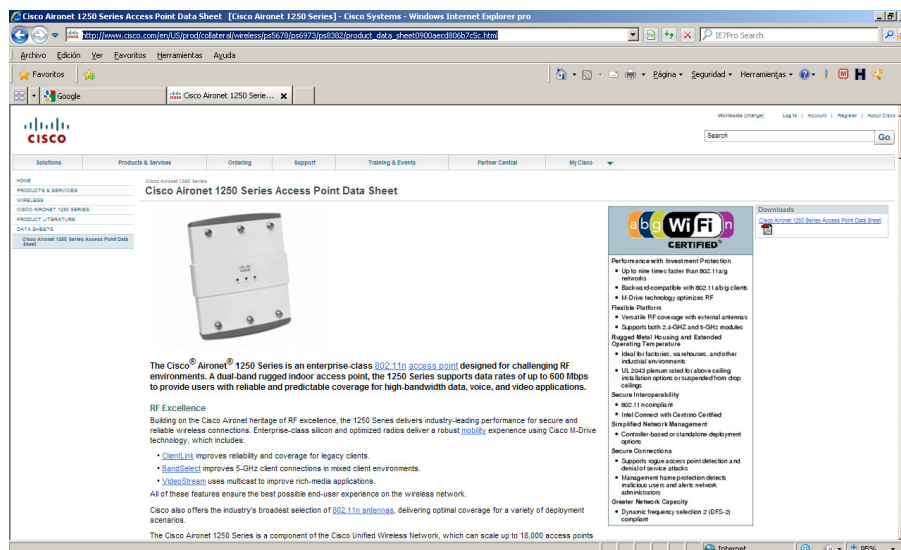 Cisco Aironet 1250 Series Access Point Data Sheet [Cisco Aironet 1250 Series] - Cisco Systems - Windows Internet Explorer pro
http://www.cisco.com/en/US/prod/collateral/wireless/ps5678/ps6973/ps8382/product_data_sheet0900aecd806b7c5c.html
IE7Pro Search
Archivo Edición Ver Favoritos Herramientas Ayuda
Favoritos
Página Seguridad Herramientas
Google
Cisco Aironet 1250 Serie...
Worldwide [change] Log In | Account | Register | About Cisco
CISCO
Search
Go
Solutions Products & Services Ordering Support Training & Events Partner Central My Cisco
HOME
PRODUCTS & SERVICES
WIRELESS
CISCO AIRONET 1250 SERIES
PRODUCT LITERATURE
DATA SHEETS
Cisco Aironet 1250 Series Access Point Data Sheet
Cisco Aironet 1250 Series
Cisco Aironet 1250 Series Access Point Data Sheet
The Cisco® Aironet® 1250 Series is an enterprise-class 802.11n access point designed for challenging RF
environments. A dual-band rugged indoor access point, the 1250 Series supports data rates of up to 600 Mbps
to provide users with reliable and predictable coverage for high-bandwidth data, voice, and video applications.
RF Excellence
Building on the Cisco Aironet heritage of RF excellence, the 1250 Series delivers industry-leading performance for secure and
reliable wireless connections. Enterprise-class silicon and optimized radios deliver a robust mobility experience using Cisco M-Drive
technology, which includes:
• ClientLink improves reliability and coverage for legacy clients.
• BandSelect improves 5-GHz client connections in mixed client environments.
• VideoStream uses multicast to improve rich-media applications.
All of these features ensure the best possible end-user experience on the wireless network.
Cisco also offers the industry's broadest selection of 802.11n antennas, delivering optimal coverage for a variety of deployment
scenarios.
The Cisco Aironet 1250 Series is a component of the Cisco Unified Wireless Network, which can scale up to 18,000 access points
a b g Wi Fi n
CERTIFIED®
Performance with Investment Protection
• Up to nine times faster than 802.11a/g
networks
• Backward-compatible with 802.11a/b/g clients
• M-Drive technology optimizes RF
Flexible Platform
• Versatile RF coverage with external antennas
• Supports both 2.4-GHZ and 5-GHz modules
Rugged Metal Housing and Extended
Operating Temperature
• Ideal for factories, warehouses, and other
industrial environments
• UL 2043 plenum rated for above ceiling
installation options or suspended from drop
ceilings
Secure Interoperability
• 802.11n compliant
• Intel Connect with Centrino Certified
Simplified Network Management
• Controller-based or standalone deployment
options
Secure Connections
• Supports rogue access point detection and
denial of service attacks
• Management frame protection detects
malicious users and alerts network
administrators
Greater Network Capacity
• Dynamic frequency selection 2 (DFS-2)
compliant
Downloads
Cisco Aironet 1250 Series Access Point Data Sheet
Internet
95%